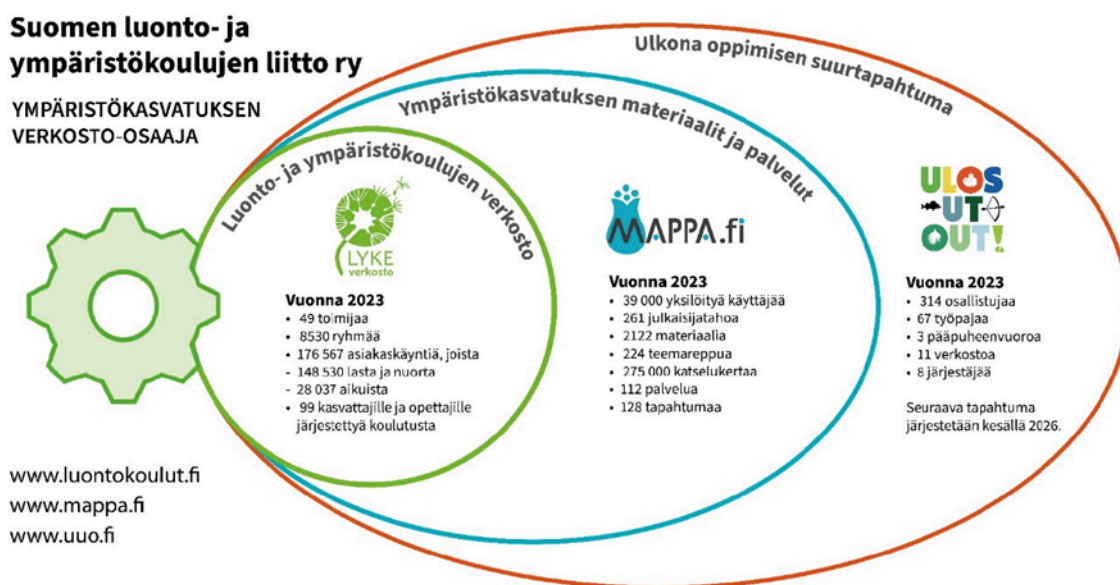 Suomen luonto- ja
ympäristökoulujen liitto ry
YMPÄRISTÖKASVATUKSEN
VERKOSTO-OSAAJA
Luonto- ja ympäristökoulujen verkosto
LYKE
verkosto
Vuonna 2023
• 49 toimijaa
• 8530 ryhmää
• 176 567 asiakaskäyntiä, joista
- 148 530 lasta ja nuorta
- 28 037 aikuista
• 99 kasvattajille ja opettajille
järjestettyä koulutusta
Ympäristökasvatuksen materiaalit ja palvelut
MAPPA.fi
Vuonna 2023
• 39 000 yksilöityä käyttäjää
• 261 julkaisijatahoa
• 2122 materiaalia
• 224 teemareppua
• 275 000 katselukertaa
• 112 palvelua
• 128 tapahtumaa
Ulkona oppimisen suurtapahtuma
ULOS
UT
OUT!
Vuonna 2023
• 314 osallistujaa
• 67 työpajaa
• 3 pääpuheenvuoroa
• 11 verkostoa
• 8 järjestäjää
Seuraava tapahtuma
järjestetään kesällä 2026.
www.luontokoulut.fi
www.mappa.fi
www.uuo.fi